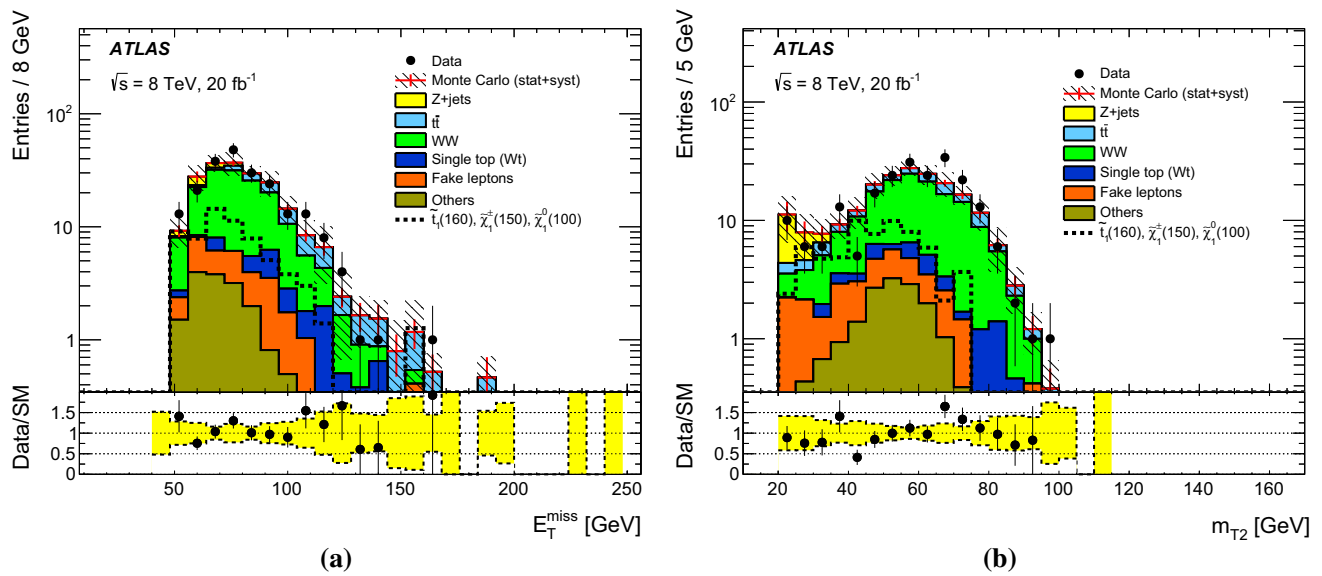 Entries / 8 GeV
10²
10
1
ATLAS
√s = 8 TeV, 20 fb⁻¹
Data
Monte Carlo (stat+syst)
Z+jets
tt̄
WW
Single top (Wt)
Fake leptons
Others
t̃₁(160), χ̃₁±(150), χ̃₁⁰(100)
Data/SM
1.5
1
0.5
0
50 100 150 200 250
E_T^miss [GeV]
(a)
Entries / 5 GeV
10²
10
1
ATLAS
√s = 8 TeV, 20 fb⁻¹
Data
Monte Carlo (stat+syst)
Z+jets
tt̄
WW
Single top (Wt)
Fake leptons
Others
t̃₁(160), χ̃₁±(150), χ̃₁⁰(100)
Data/SM
1.5
1
0.5
0
20 40 60 80 100 120 140 160
m_T2 [GeV]
(b)